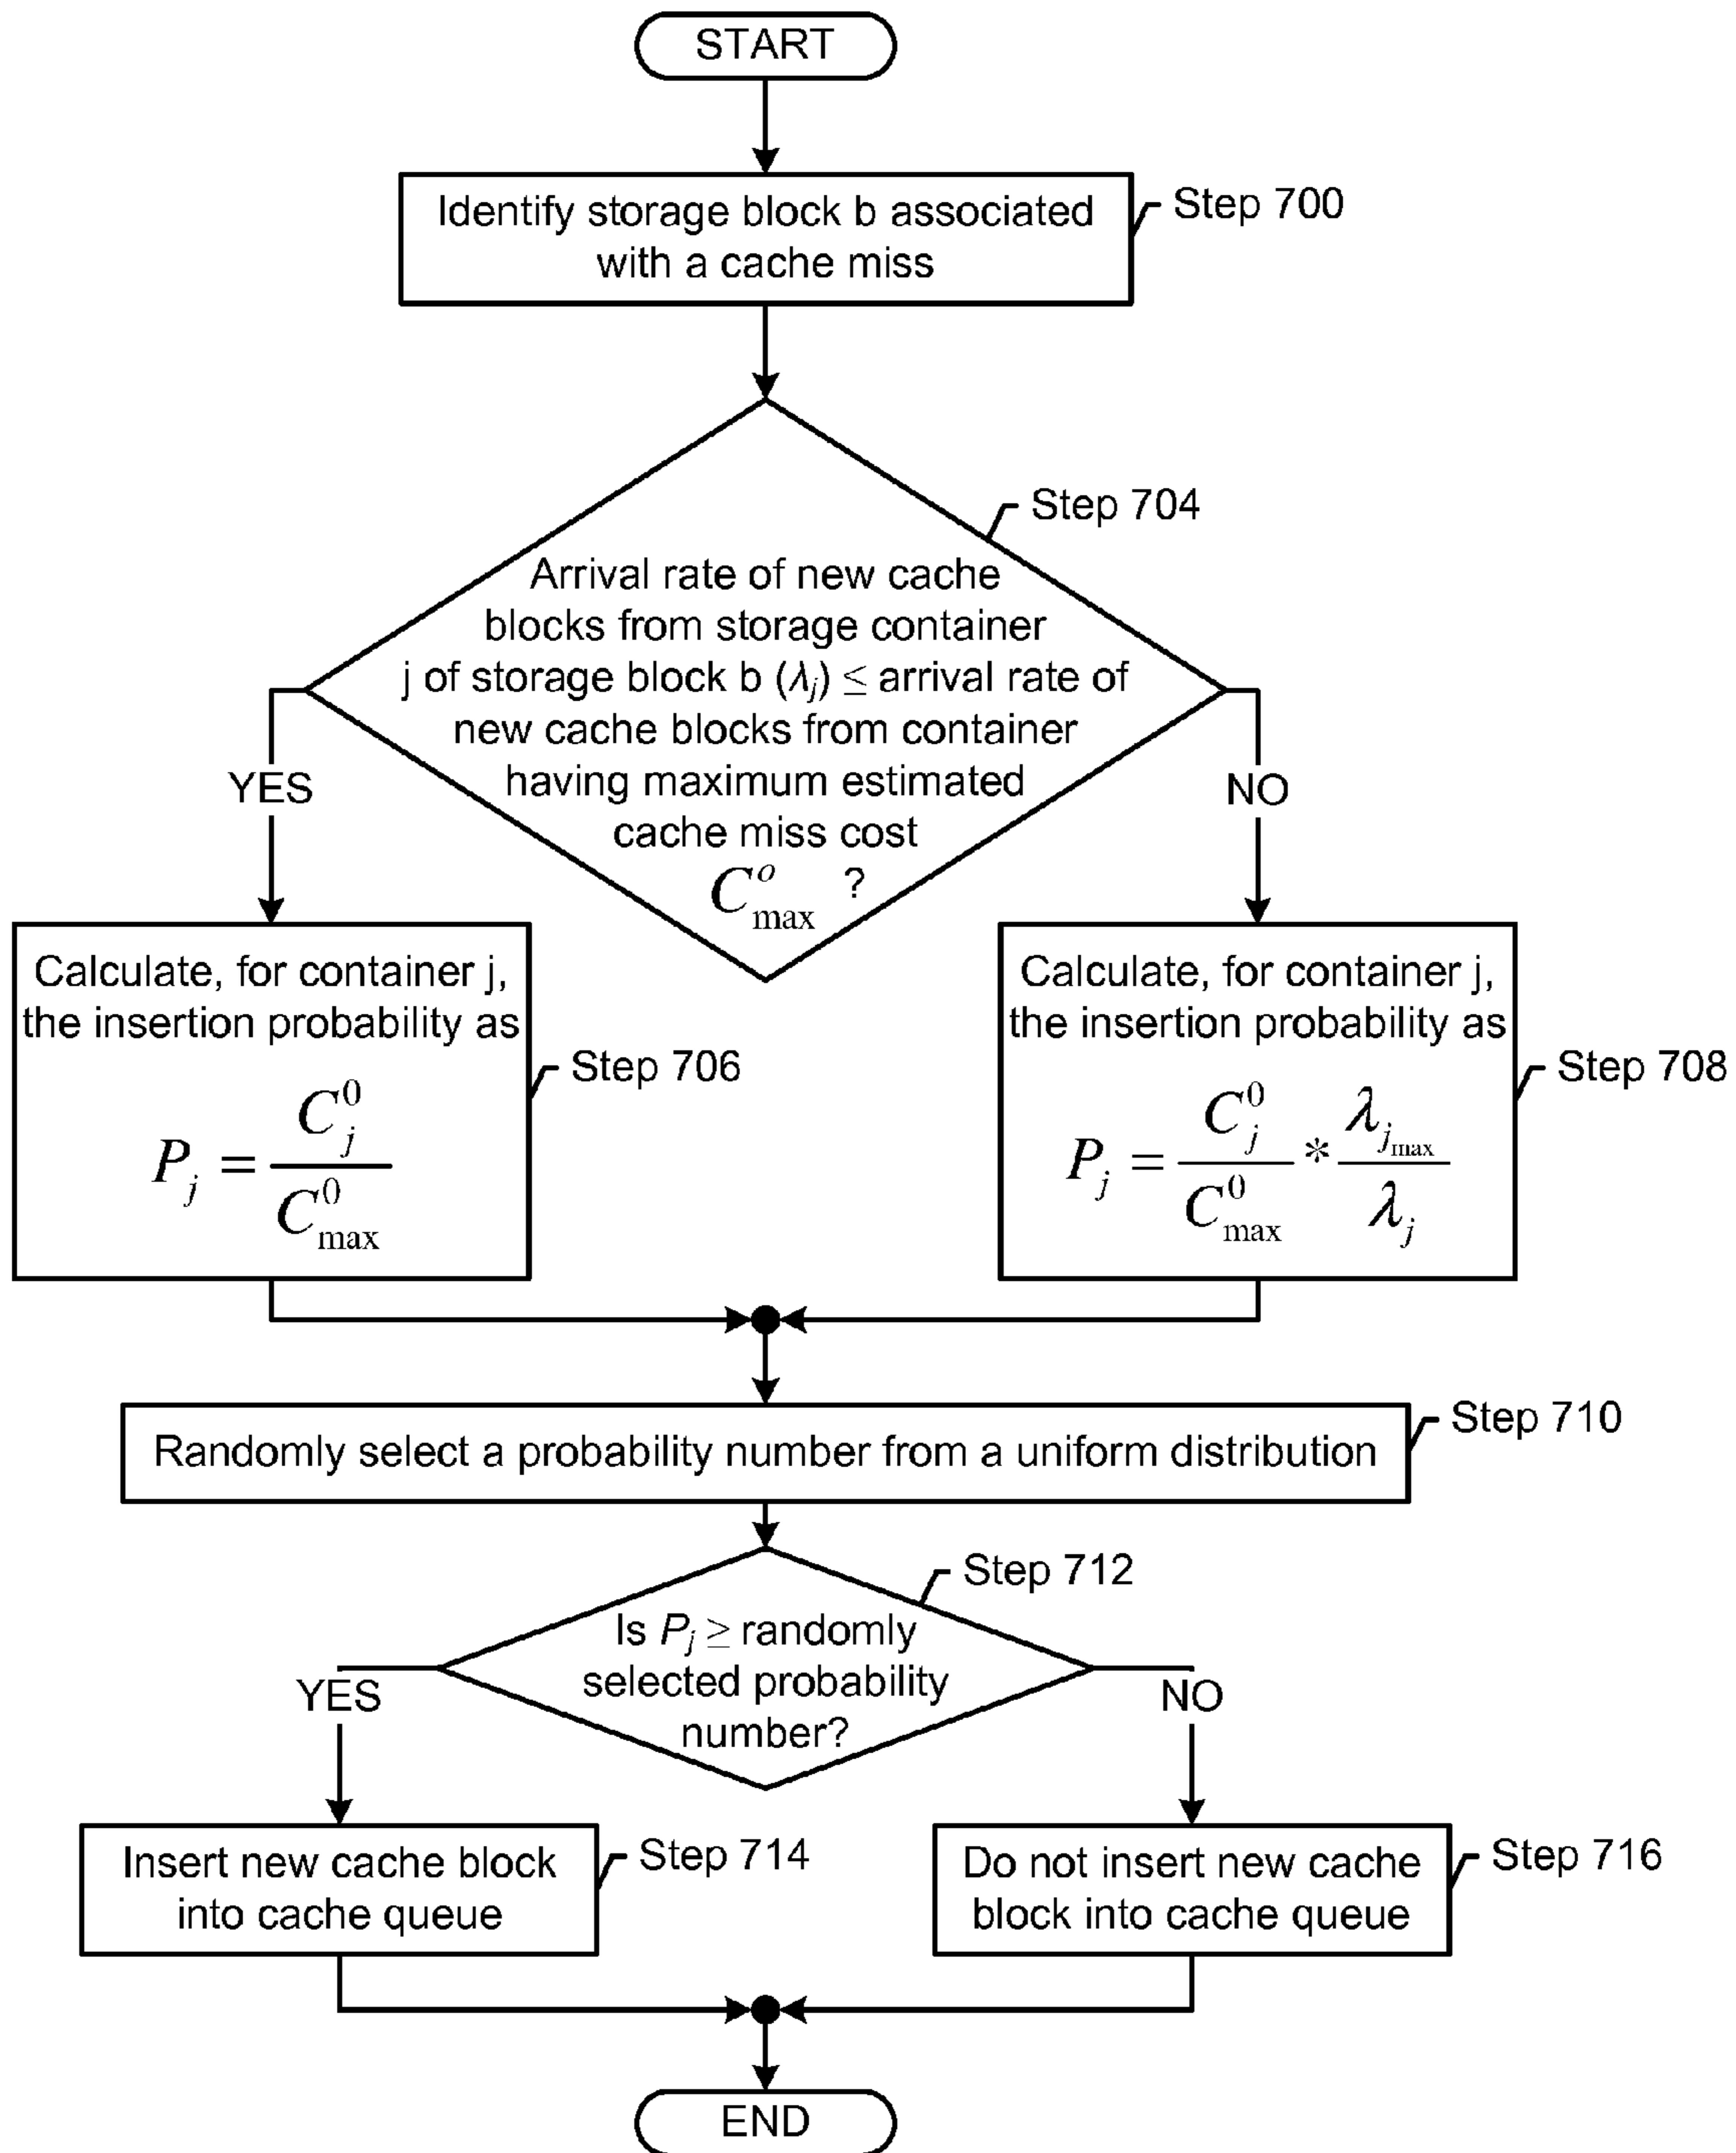 START
Identify storage block b associated
with a cache miss
Step 700
Step 704
Arrival rate of new cache
blocks from storage container
j of storage block b (λ_j) ≤ arrival rate of
new cache blocks from container
having maximum estimated
cache miss cost
C^o_max ?
YES
NO
Calculate, for container j,
the insertion probability as
P_j = C^0_j / C^0_max
Step 706
Calculate, for container j,
the insertion probability as
P_j = C^0_j / C^0_max * λ_j_max / λ_j
Step 708
Randomly select a probability number from a uniform distribution
Step 710
Step 712
Is P_j ≥ randomly
selected probability
number?
YES
NO
Insert new cache block
into cache queue
Step 714
Do not insert new cache
block into cache queue
Step 716
END